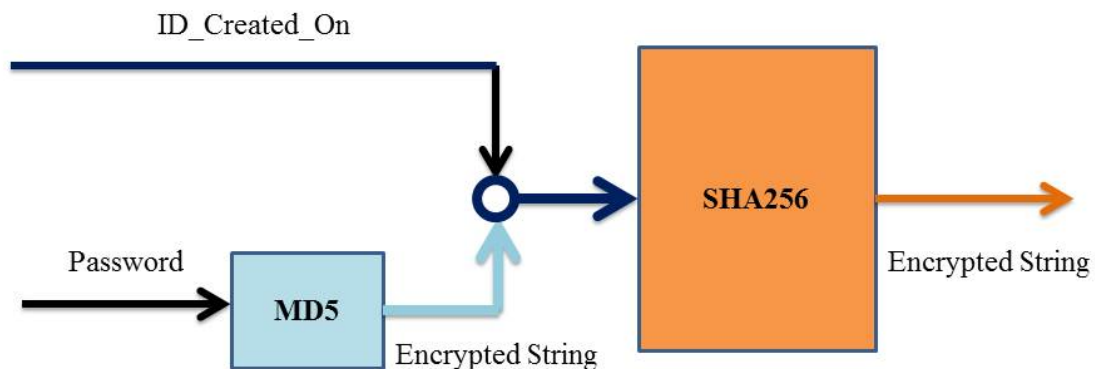 ID_Created_On
SHA256
Password
Encrypted String
MD5
Encrypted String